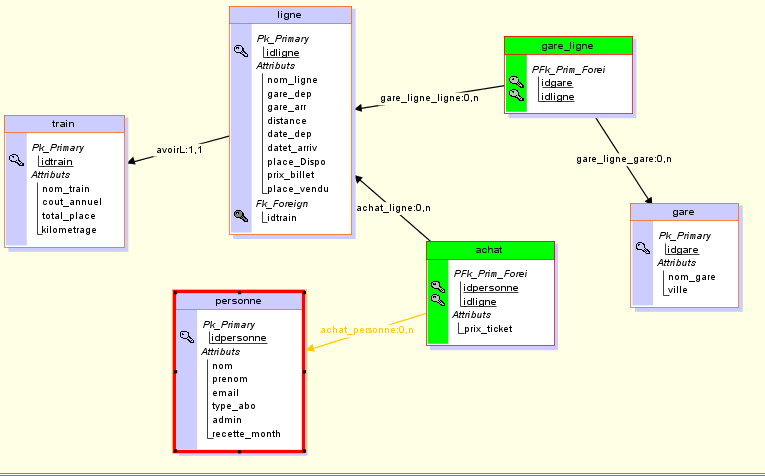 ligne
Pk_Primary
idligne
Attributs
nom_ligne
gare_dep
gare_arr
distance
date_dep
datet_arriv
place_Dispo
prix_billet
place_vendu
Fk_Foreign
idtrain
gare_ligne
PFk_Prim_Forei
idgare
idligne
gare_ligne_ligne:0,n
train
Pk_Primary
idtrain
Attributs
nom_train
cout_annuel
total_place
kilometrage
avoirL:1,1
gare_ligne_gare:0,n
gare
Pk_Primary
idgare
Attributs
nom_gare
ville
achat_ligne:0,n
achat
PFk_Prim_Forei
idpersonne
idligne
Attributs
prix_ticket
achat_personne:0,n
personne
Pk_Primary
idpersonne
Attributs
nom
prenom
email
type_abo
admin
recette_month